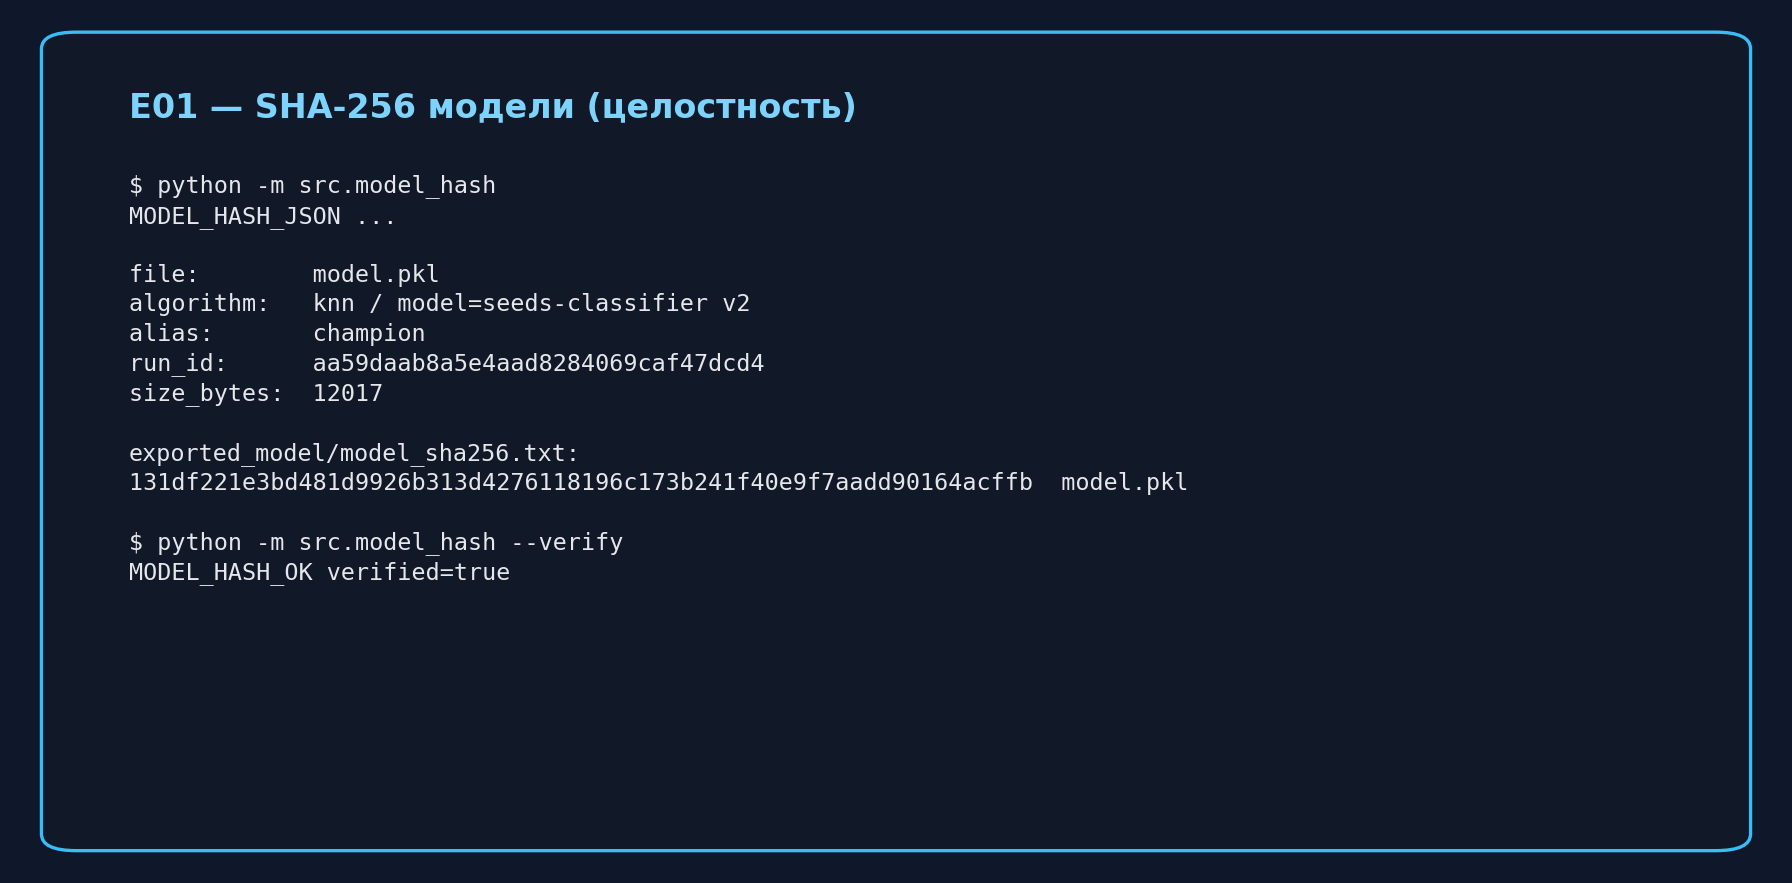 E01 — SHA-256 модели (целостность)
$ python -m src.model_hash
MODEL_HASH_JSON ...
file:        model.pkl
algorithm:   knn / model=seeds-classifier v2
alias:       champion
run_id:      aa59daab8a5e4aad8284069caf47dcd4
size_bytes:  12017
exported_model/model_sha256.txt:
131df221e3bd481d9926b313d4276118196c173b241f40e9f7aadd90164acffb  model.pkl
$ python -m src.model_hash --verify
MODEL_HASH_OK verified=true